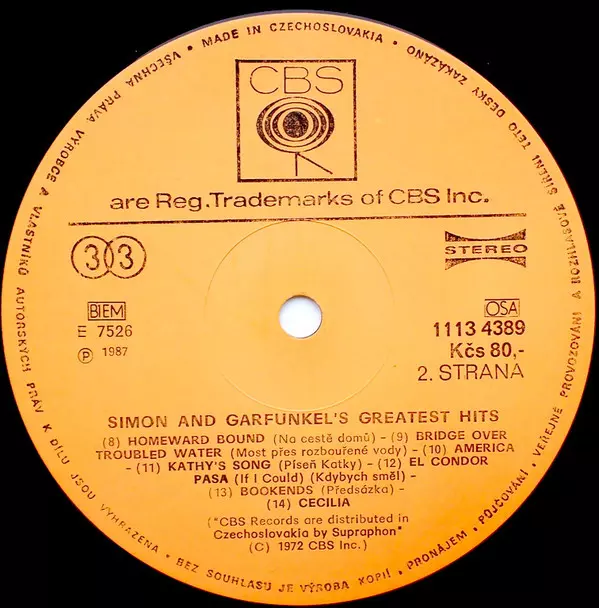 • MADE IN CZECHOSLOVAKIA •
VŠECHNA PRÁVA VÝROBCE A VLASTNÍKŮ AUTORSKÝCH PRÁV K DÍLU JSOU VYHRAZENA • BEZ SOUHLASU JE VÝROBA KOPIÍ, PRONÁJEM, PŮJČOVÁNÍ, VEŘEJNÉ PROVOZOVÁNÍ A ROZHLASOVÉ ŠÍŘENÍ TÉTO DESKY ZAKÁZÁNO
CBS
are Reg.Trademarks of CBS Inc.
33
STEREO
BIEM
OSA
E 7526
1113 4389
Ⓟ 1987
Kčs 80,-
2. STRANA
SIMON AND GARFUNKEL'S GREATEST HITS
(8) HOMEWARD BOUND (Na cestě domů) - (9) BRIDGE OVER
TROUBLED WATER (Most přes rozbouřené vody) - (10) AMERICA -
- (11) KATHY'S SONG (Píseň Katky) - (12) EL CONDOR
PASA (If I Could) (Kdybych směl) -
- (13) BOOKENDS (Předsázka) -
(14) CECILIA
(*CBS Records are distributed in
Czechoslovakia by Supraphon*)
(C) 1972 CBS Inc.)